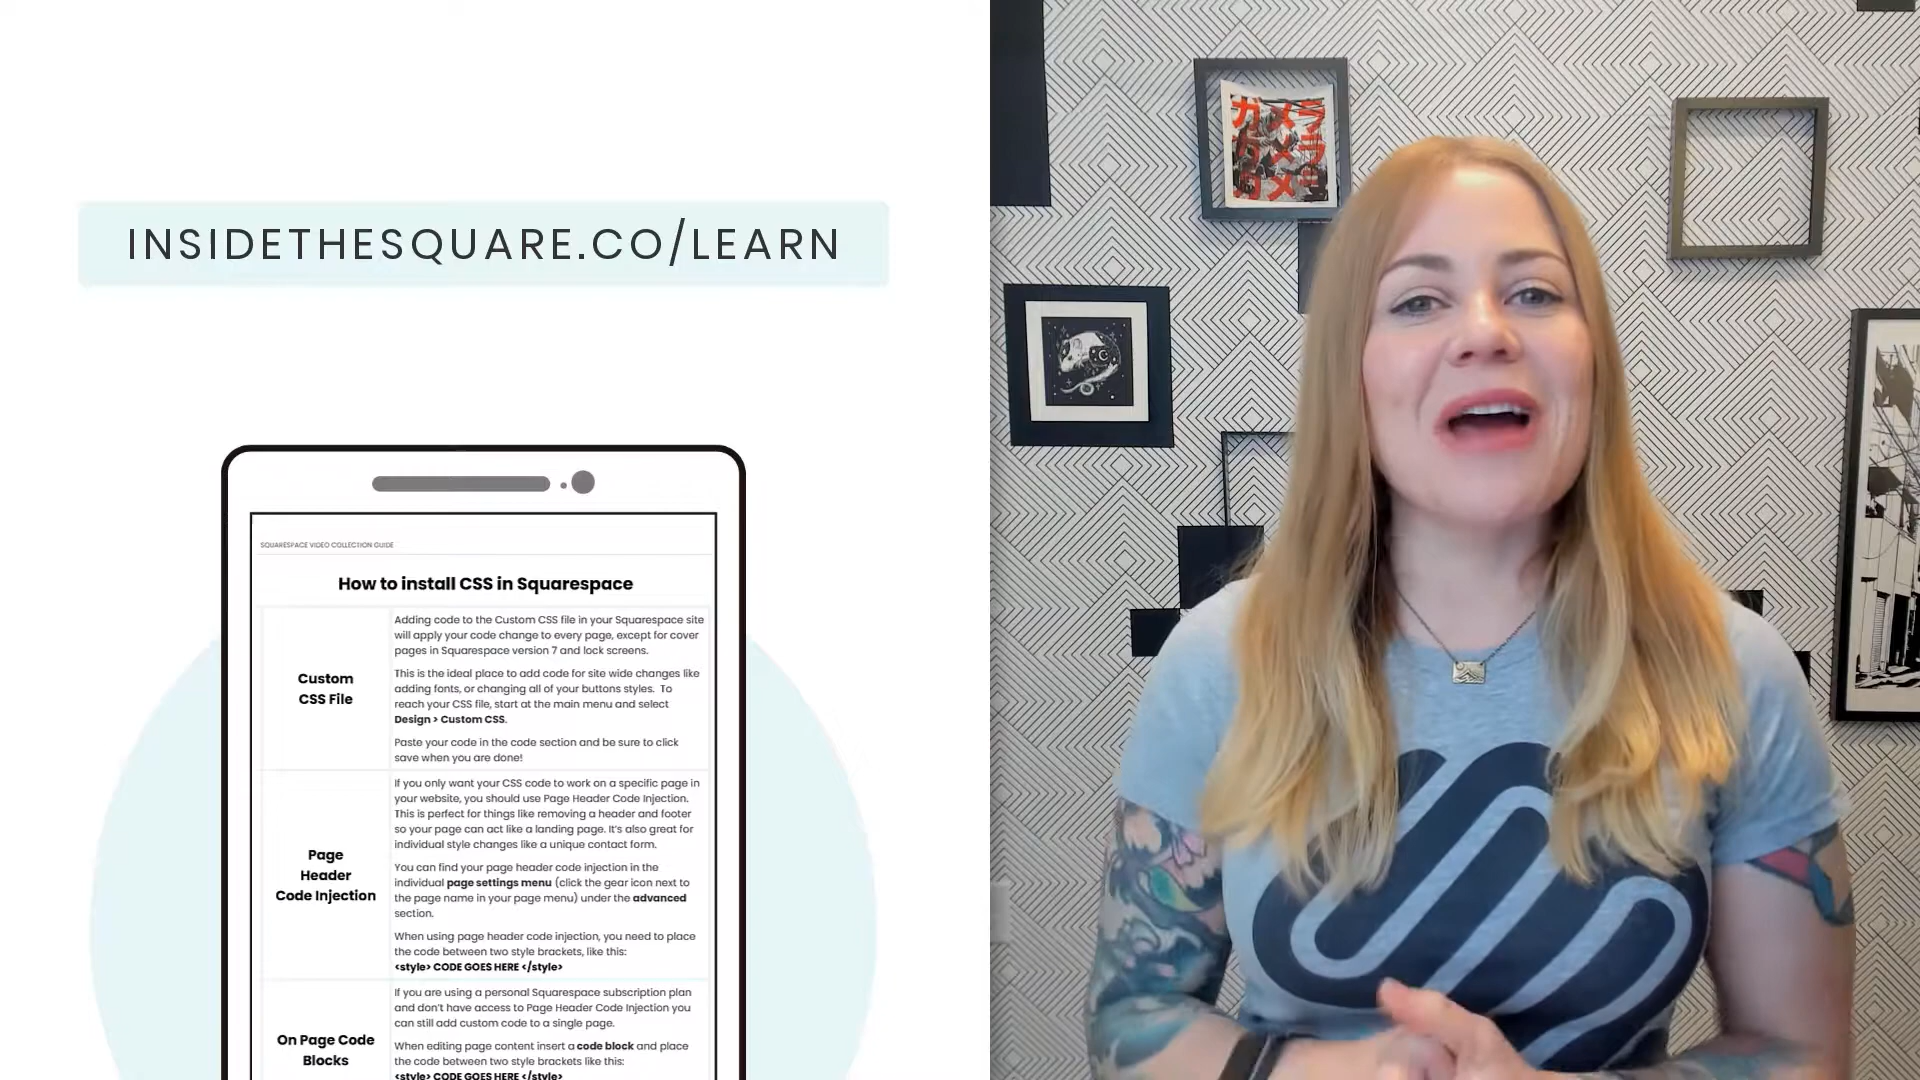 INSIDETHESQUARE.CO/LEARN
SQUARESPACE VIDEO COLLECTION GUIDE
How to install CSS in Squarespace
Custom
CSS File
Adding code to the Custom CSS file in your Squarespace site
will apply your code change to every page, except for cover
pages in Squarespace version 7 and lock screens.
This is the ideal place to add code for site wide changes like
adding fonts, or changing all of your buttons styles. To
reach your CSS file, start at the main menu and select
Design > Custom CSS.
Paste your code in the code section and be sure to click
save when you are done!
Page
Header
Code Injection
If you only want your CSS code to work on a specific page in
your website, you should use Page Header Code Injection.
This is perfect for things like removing a header and footer
so your page can act like a landing page. It's also great for
individual style changes like a unique contact form.
You can find your page header code injection in the
individual page settings menu (click the gear icon next to
the page name in your page menu) under the advanced
section.
When using page header code injection, you need to place
the code between two style brackets, like this:
<style> CODE GOES HERE </style>
On Page Code
Blocks
If you are using a personal Squarespace subscription plan
and don't have access to Page Header Code Injection you
can still add custom code to a single page.
When editing page content insert a code block and place
the code between two style brackets like this:
<style> CODE GOES HERE </style>
ガメラ